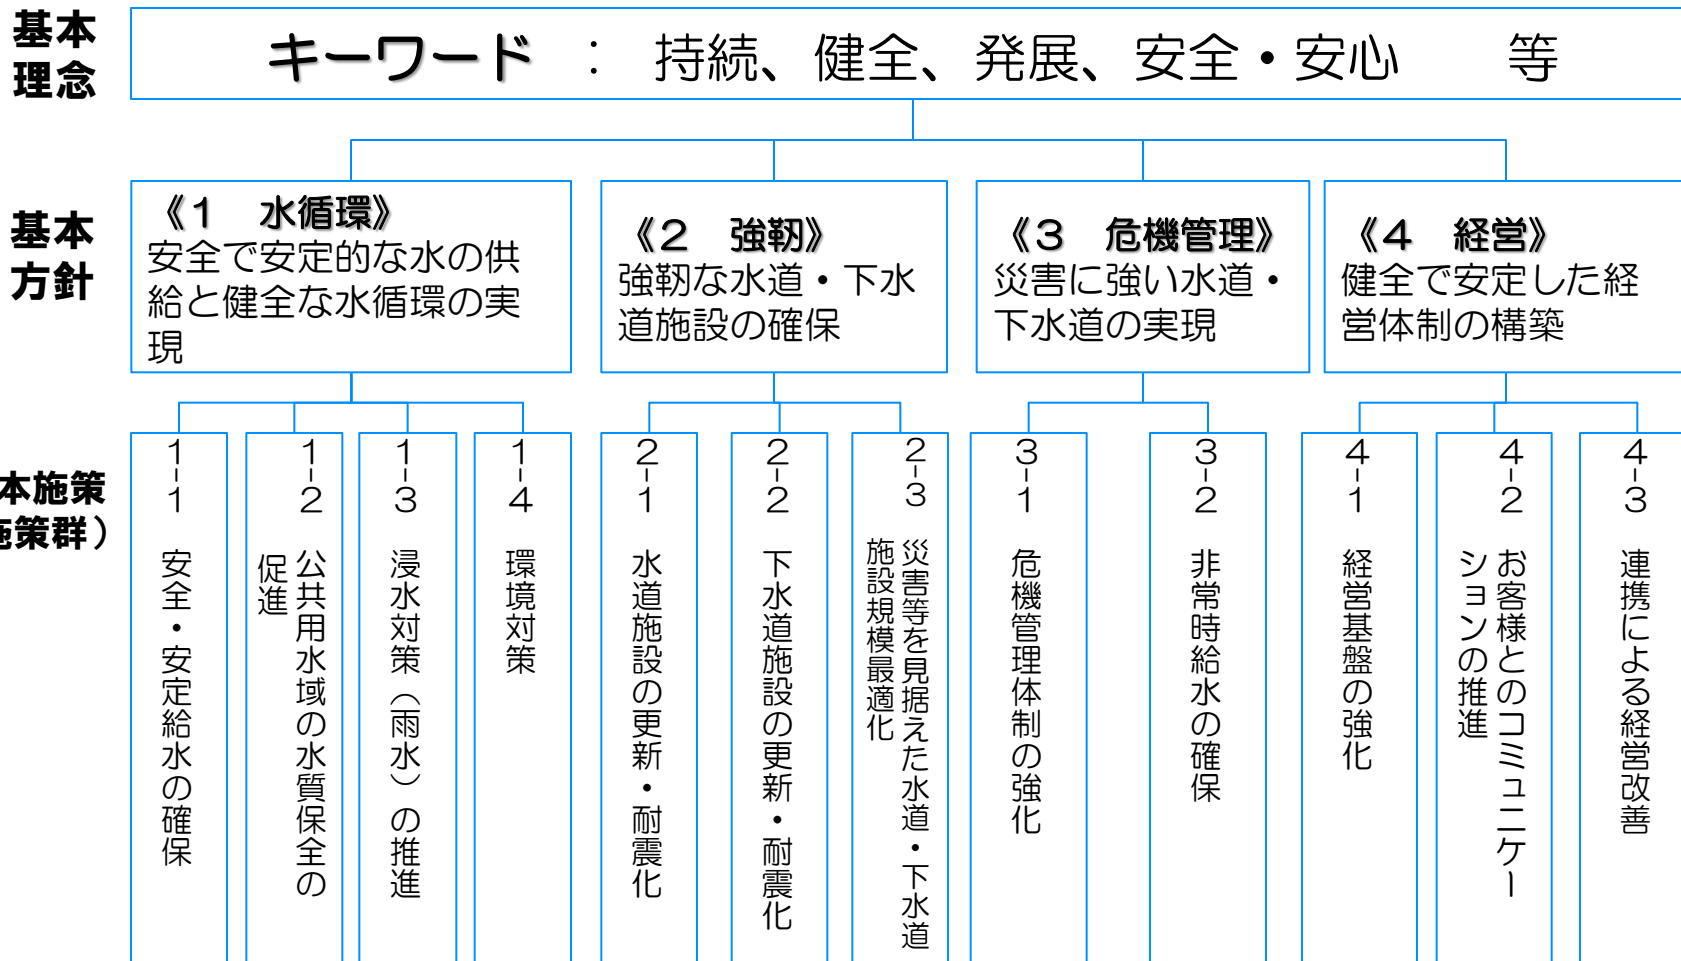 基本
理念
キーワード ： 持続、健全、発展、安全・安心 等
基本
方針
《１ 水循環》
安全で安定的な水の供
給と健全な水循環の実
現
《２ 強靭》
強靭な水道・下水
道施設の確保
《３ 危機管理》
災害に強い水道・
下水道の実現
《４ 経営》
健全で安定した経
営体制の構築
本施策
施策群）
1-1 安全・安定給水の確保
1-2 公共用水域の水質保全の
促進
1-3 浸水対策（雨水）の推進
1-4 環境対策
2-1 水道施設の更新・耐震化
2-2 下水道施設の更新・耐震化
2-3 災害等を見据えた水道・下水道
施設規模最適化
3-1 危機管理体制の強化
3-2 非常時給水の確保
4-1 経営基盤の強化
4-2 お客様とのコミュニケー
ションの推進
4-3 連携による経営改善